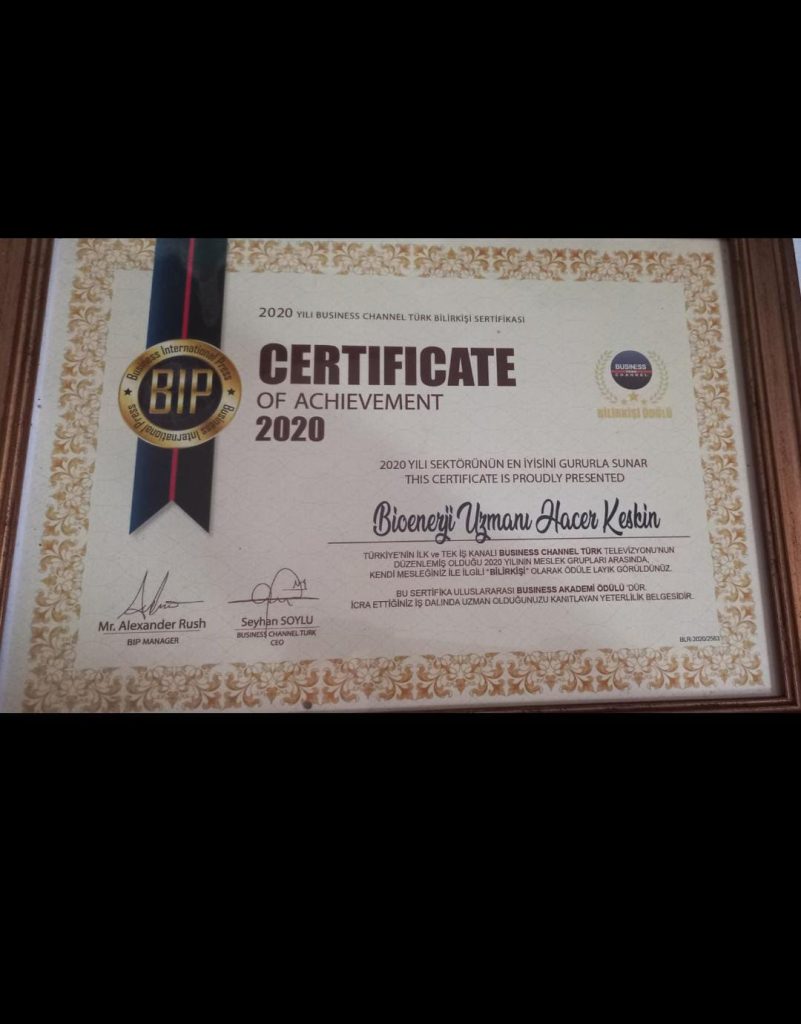 2020 YILI BUSINESS CHANNEL TÜRK BİLİRKİŞİ SERTİFİKASI
CERTIFICATE
OF ACHIEVEMENT
2020
Business International Press
BIP
Business International Press
BUSINESS
CHANNEL
BİLİRKİŞİ ÖDÜLÜ
2020 YILI SEKTÖRÜNÜN EN İYİSİNİ GURURLA SUNAR
THIS CERTIFICATE IS PROUDLY PRESENTED
Bioenerji Uzmanı Hacer Keskin
TÜRKİYE'NİN İLK ve TEK İŞ KANALI BUSINESS CHANNEL TÜRK TELEVİZYONU'NUN
DÜZENLEMİŞ OLDUĞU 2020 YILININ MESLEK GRUPLARI ARASINDA,
KENDİ MESLEĞİNİZ İLE İLGİLİ "BİLİRKİŞİ" OLARAK ÖDÜLE LAYIK GÖRÜLDÜNÜZ.
BU SERTİFİKA ULUSLARARASI BUSINESS AKADEMİ ÖDÜLÜ 'DÜR.
İCRA ETTİĞİNİZ İŞ DALINDA UZMAN OLDUĞUNUZU KANITLAYAN YETERLİLİK BELGESİDİR.
Mr. Alexander Rush
BIP MANAGER
Seyhan SOYLU
BUSINESS CHANNEL TURK
CEO
BLR-2020/2563